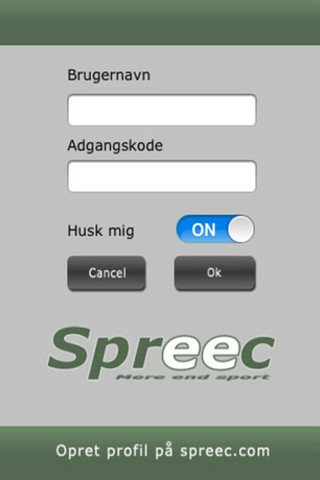 Brugernavn
Adgangskode
Husk mig
ON
Cancel
Ok
Spreec
Mere end sport
Opret profil på spreec.com